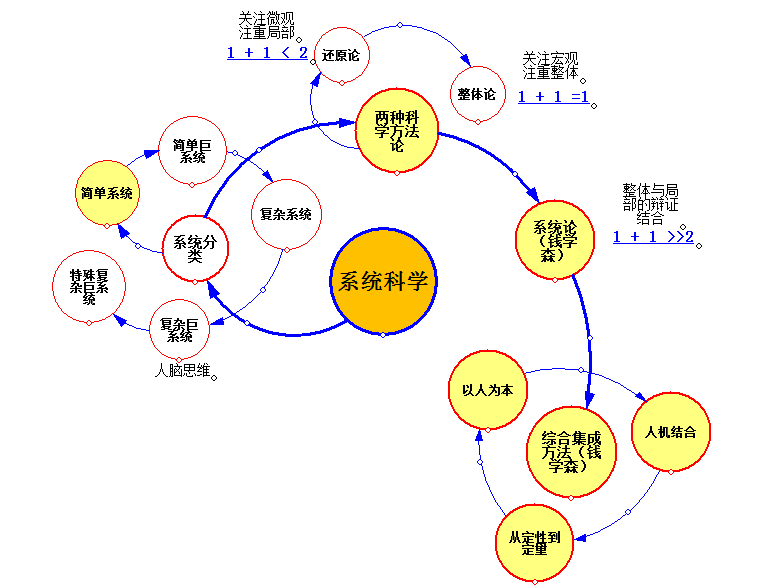 关注微观
注重局部
1 + 1 < 2
还原论
关注宏观
注重整体
1 + 1 =1
整体论
两种科
学方法
论
简单巨
系统
简单系统
复杂系统
系统分
类
特殊复
杂巨系
统
复杂巨
系统
人脑思维
系统科学
整体与局
部的辩证
结合
1 + 1 >>2
系统论
（钱学
森）
以人为本
人机结合
综合集成
方法（钱
学森）
从定性到
定量